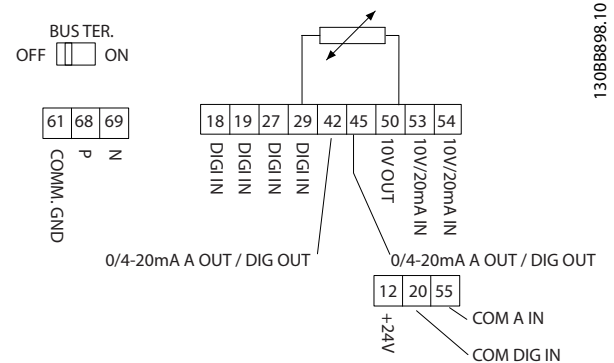 130BB898.10
BUS TER.
OFF ON
61 68 69
COMM. GND
P
N
18 19 27 29 42 45 50 53 54
DIGI IN
DIGI IN
DIGI IN
DIGI IN
10V OUT
10V/20mA IN
10V/20mA IN
0/4-20mA A OUT / DIG OUT
0/4-20mA A OUT / DIG OUT
12 20 55
+24V
COM A IN
COM DIG IN